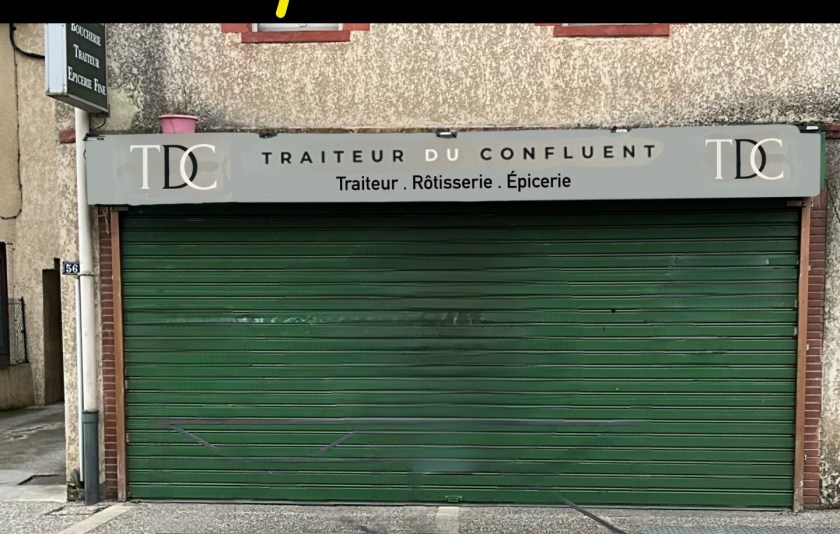 BOUCHERIE
TRAITEUR
EPICERIE FINE
TDC
TRAITEUR DU CONFLUENT
Traiteur . Rôtisserie . Épicerie
TDC
56